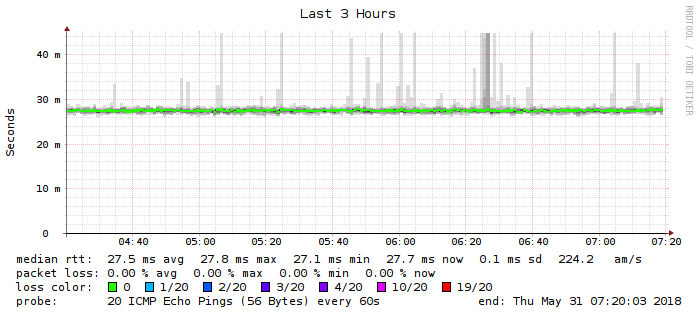 Last 3 Hours
RRDTOOL / TOBI OETIKER
Seconds
40 m
30 m
20 m
10 m
0
04:40 05:00 05:20 05:40 06:00 06:20 06:40 07:00 07:20
median rtt: 27.5 ms avg 27.8 ms max 27.1 ms min 27.7 ms now 0.1 ms sd 224.2 am/s
packet loss: 0.00 % avg 0.00 % max 0.00 % min 0.00 % now
loss color: 0 1/20 2/20 3/20 4/20 10/20 19/20
probe: 20 ICMP Echo Pings (56 Bytes) every 60s end: Thu May 31 07:20:03 2018